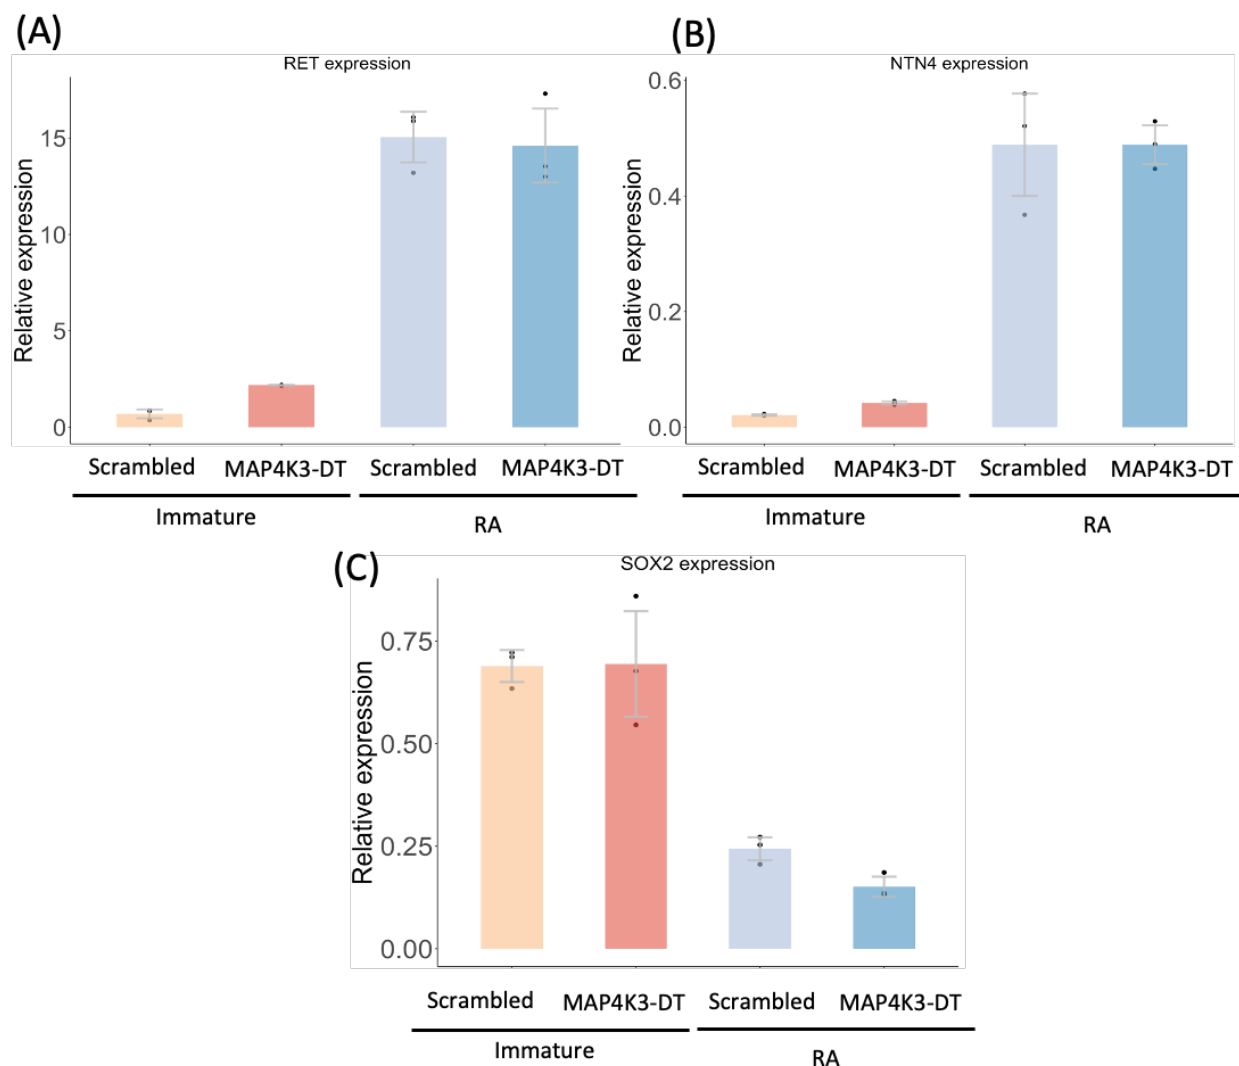 (A)
RET expression
Relative expression
15
10
5
0
Scrambled MAP4K3-DT Scrambled MAP4K3-DT
Immature RA
(B)
NTN4 expression
Relative expression
0.6
0.4
0.2
0.0
Scrambled MAP4K3-DT Scrambled MAP4K3-DT
Immature RA
(C)
SOX2 expression
Relative expression
0.75
0.50
0.25
0.00
Scrambled MAP4K3-DT Scrambled MAP4K3-DT
Immature RA